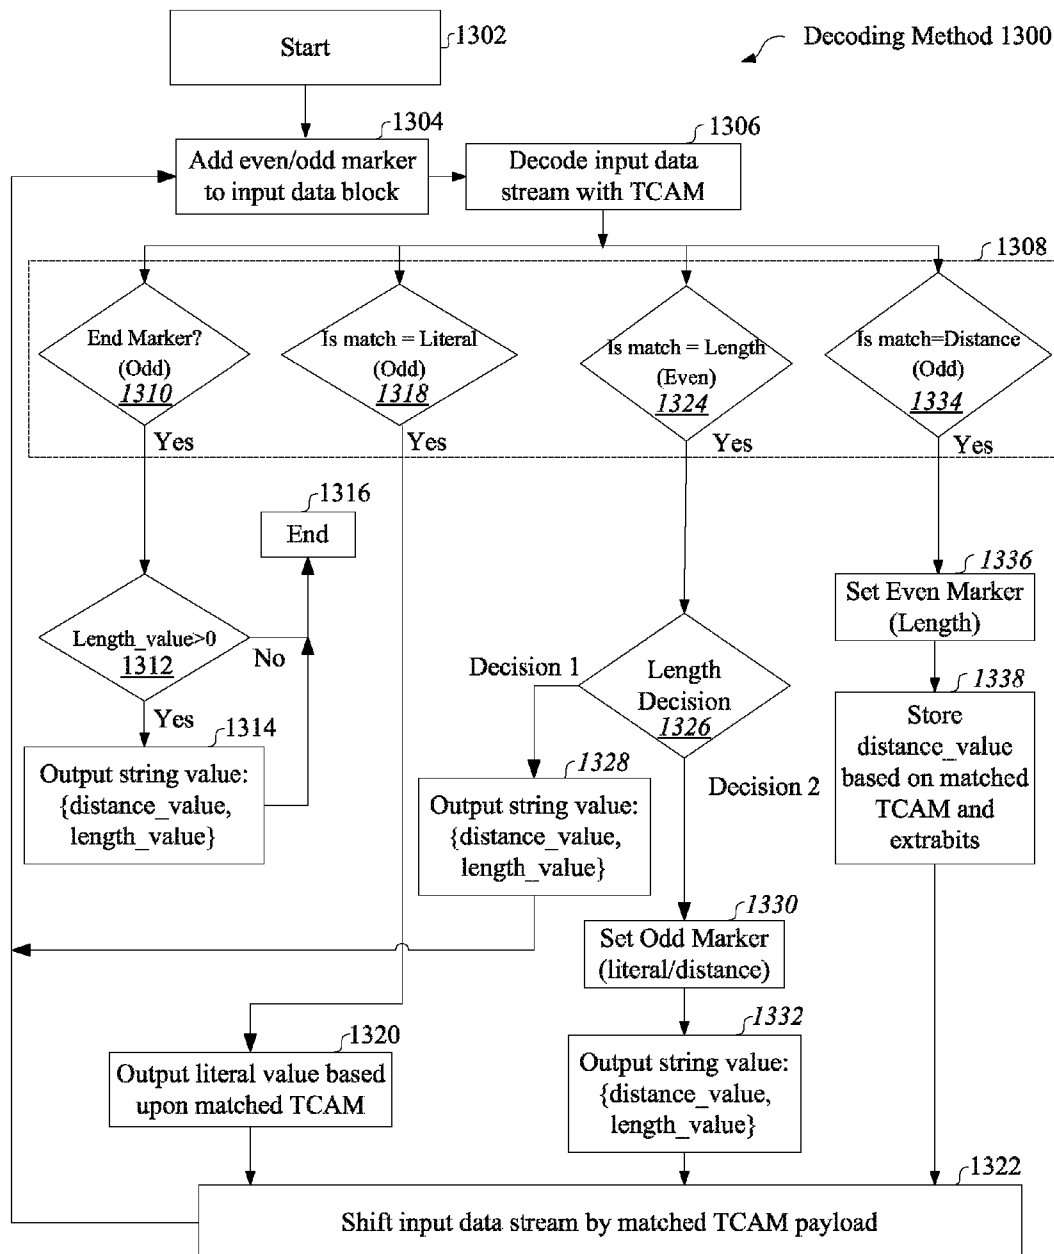 Start
1302
Decoding Method 1300
1304
Add even/odd marker
to input data block
1306
Decode input data
stream with TCAM
1308
End Marker?
(Odd)
1310
Is match = Literal
(Odd)
1318
Is match = Length
(Even)
1324
Is match=Distance
(Odd)
1334
Yes
Yes
Yes
Yes
1316
End
Length_value>0
1312
No
Yes
1314
Output string value:
{distance_value,
length_value}
Decision 1
Length
Decision
1326
Decision 2
1328
Output string value:
{distance_value,
length_value}
1336
Set Even Marker
(Length)
1338
Store
distance_value
based on matched
TCAM and
extrabits
1330
Set Odd Marker
(literal/distance)
1332
Output string value:
{distance_value,
length_value}
1320
Output literal value based
upon matched TCAM
1322
Shift input data stream by matched TCAM payload